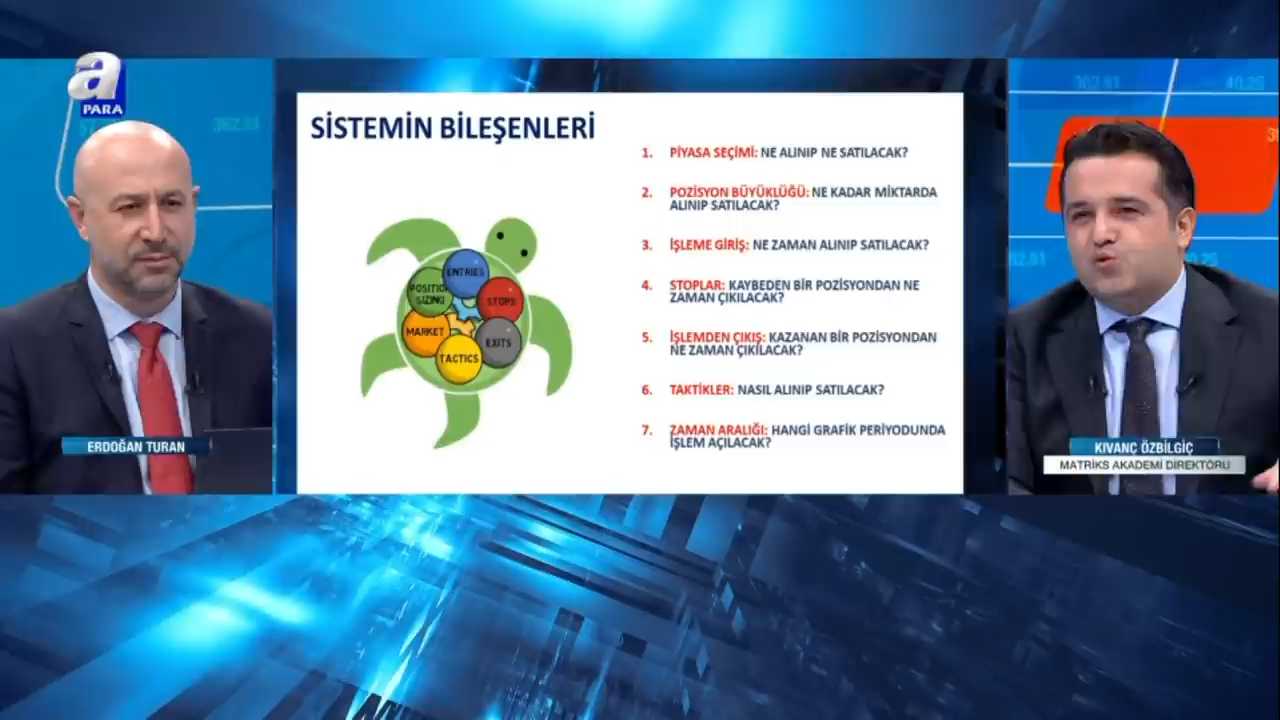 a
PARA
362.91
40.25
SİSTEMİN BİLEŞENLERİ
1. PİYASA SEÇİMİ: NE ALINIP NE SATILACAK?
2. POZİSYON BÜYÜKLÜĞÜ: NE KADAR MİKTARDA
ALINIP SATILACAK?
3. İŞLEME GİRİŞ: NE ZAMAN ALINIP SATILACAK?
4. STOPLAR: KAYBEDEN BİR POZİSYONDAN NE
ZAMAN ÇIKILACAK?
5. İŞLEMDEN ÇIKIŞ: KAZANAN BİR POZİSYONDAN
NE ZAMAN ÇIKILACAK?
6. TAKTİKLER: NASIL ALINIP SATILACAK?
7. ZAMAN ARALIĞI: HANGİ GRAFİK PERİYODUNDA
İŞLEM AÇILACAK?
ENTRIES
SIZING
STOPS
MARKET
EXITS
TACTICS
ERDOĞAN TURAN
KIVANÇ ÖZBİLGİÇ
MATRİKS AKADEMİ DİREKTÖRÜ